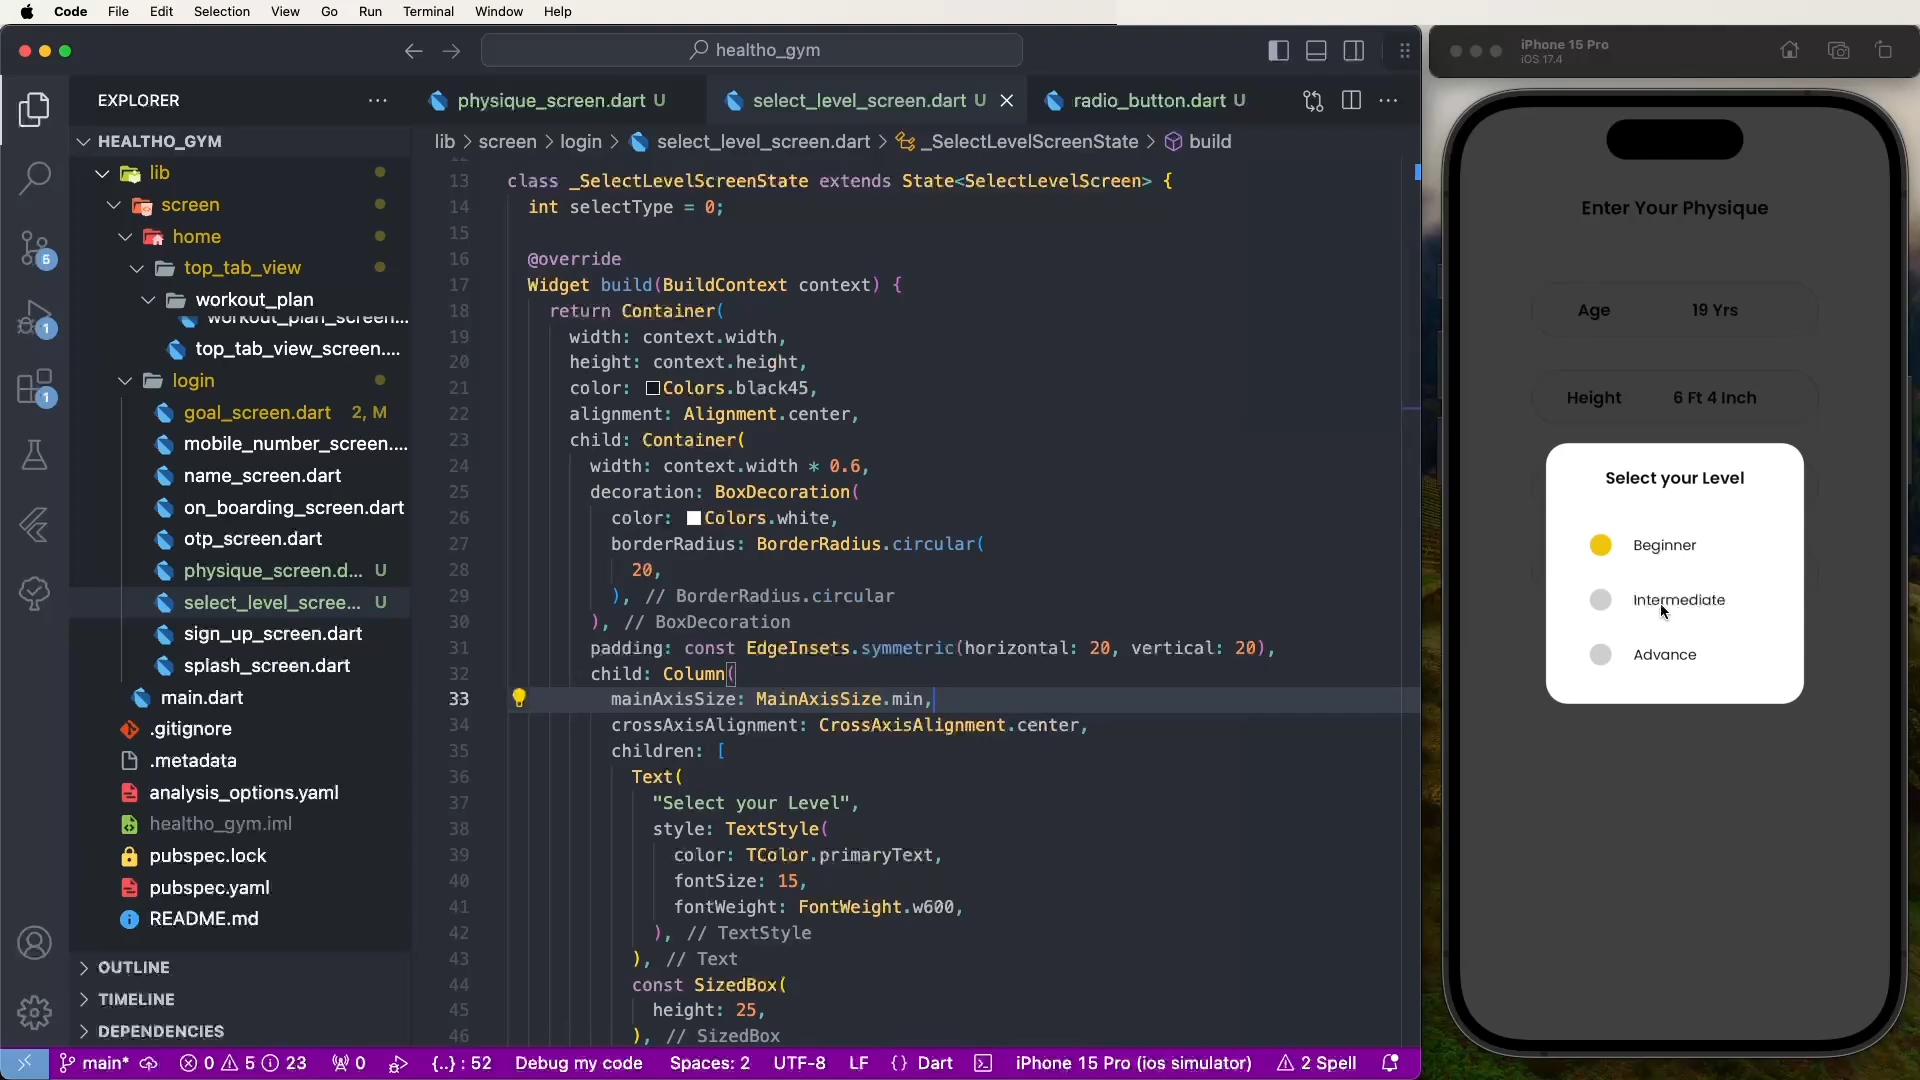 Code File Edit Selection View Go Run Terminal Window Help
healtho_gym
EXPLORER
HEALTHO_GYM
lib
screen
home
top_tab_view
workout_plan
workout_plan_screen....
top_tab_view_screen....
login
goal_screen.dart 2, M
mobile_number_screen....
name_screen.dart
on_boarding_screen.dart
otp_screen.dart
physique_screen.d... U
select_level_scree... U
sign_up_screen.dart
splash_screen.dart
main.dart
.gitignore
.metadata
analysis_options.yaml
healtho_gym.iml
pubspec.lock
pubspec.yaml
README.md
OUTLINE
TIMELINE
DEPENDENCIES
5
1
1
physique_screen.dart U select_level_screen.dart U radio_button.dart U
lib > screen > login > select_level_screen.dart > _SelectLevelScreenState > build
12
13 class _SelectLevelScreenState extends State<SelectLevelScreen> {
14 int selectType = 0;
15
16 @override
17 Widget build(BuildContext context) {
18 return Container(
19 width: context.width,
20 height: context.height,
21 color: Colors.black45,
22 alignment: Alignment.center,
23 child: Container(
24 width: context.width * 0.6,
25 decoration: BoxDecoration(
26 color: Colors.white,
27 borderRadius: BorderRadius.circular(
28 20,
29 ), // BorderRadius.circular
30 ), // BoxDecoration
31 padding: const EdgeInsets.symmetric(horizontal: 20, vertical: 20),
32 child: Column(
33 mainAxisSize: MainAxisSize.min,
34 crossAxisAlignment: CrossAxisAlignment.center,
35 children: [
36 Text(
37 "Select your Level",
38 style: TextStyle(
39 color: TColor.primaryText,
40 fontSize: 15,
41 fontWeight: FontWeight.w600,
42 ), // TextStyle
43 ), // Text
44 const SizedBox(
45 height: 25,
46 ), // SizedBox
main* 0 5 23 0 {..} : 52 Debug my code Spaces: 2 UTF-8 LF {} Dart iPhone 15 Pro (ios simulator) 2 Spell
iPhone 15 Pro
iOS 17.4
Enter Your Physique
Age 19 Yrs
Height 6 Ft 4 Inch
Select your Level
Beginner
Intermediate
Advance